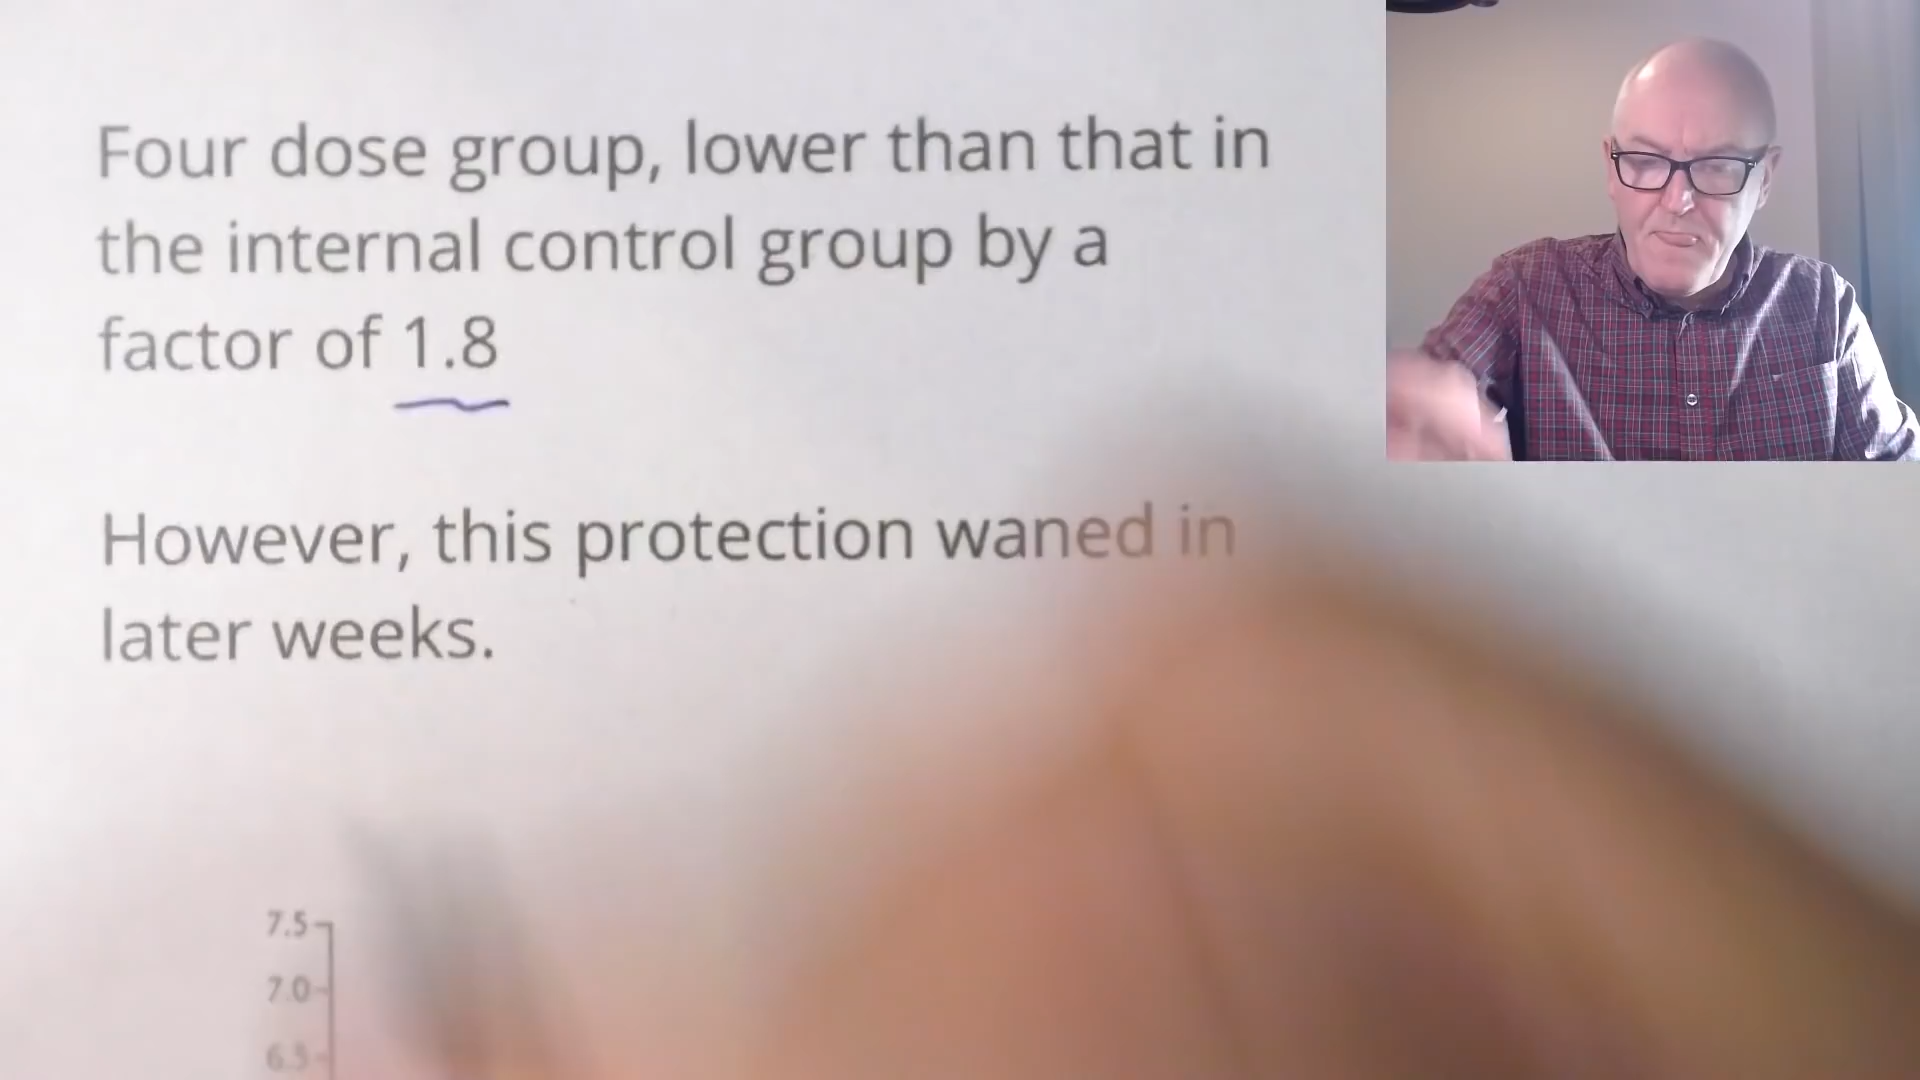 Four dose group, lower than that in
the internal control group by a
factor of 1.8
However, this protection waned in
later weeks.
7.5
7.0
6.5